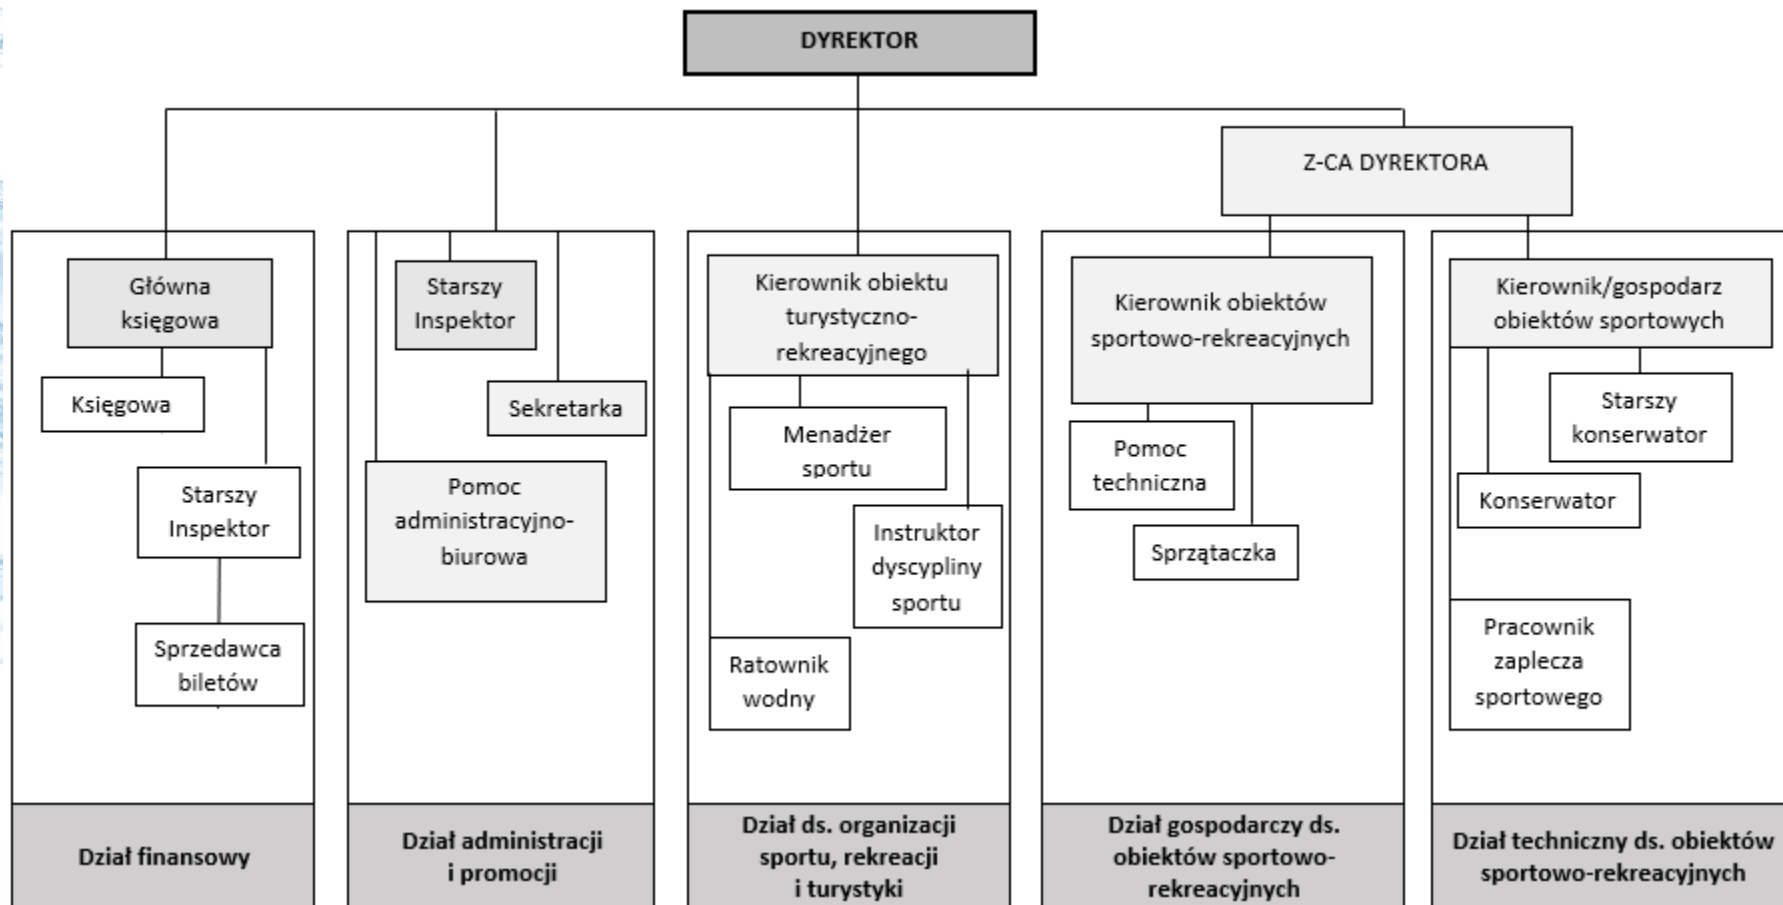 DYREKTOR
Z-CA DYREKTORA
Główna
księgowa
Księgowa
Starszy
Inspektor
Sprzedawca
biletów
Dział finansowy
Starszy
Inspektor
Sekretarka
Pomoc
administracyjno-
biurowa
Dział administracji
i promocji
Kierownik obiektu
turystyczno-
rekreacyjnego
Menadżer
sportu
Instruktor
dyscypliny
sportu
Ratownik
wodny
Dział ds. organizacji
sportu, rekreacji
i turystyki
Kierownik obiektów
sportowo-rekreacyjnych
Pomoc
techniczna
Sprzątaczka
Dział gospodarczy ds.
obiektów sportowo-
rekreacyjnych
Kierownik/gospodarz
obiektów sportowych
Starszy
konserwator
Konserwator
Pracownik
zaplecza
sportowego
Dział techniczny ds. obiektów
sportowo-rekreacyjnych